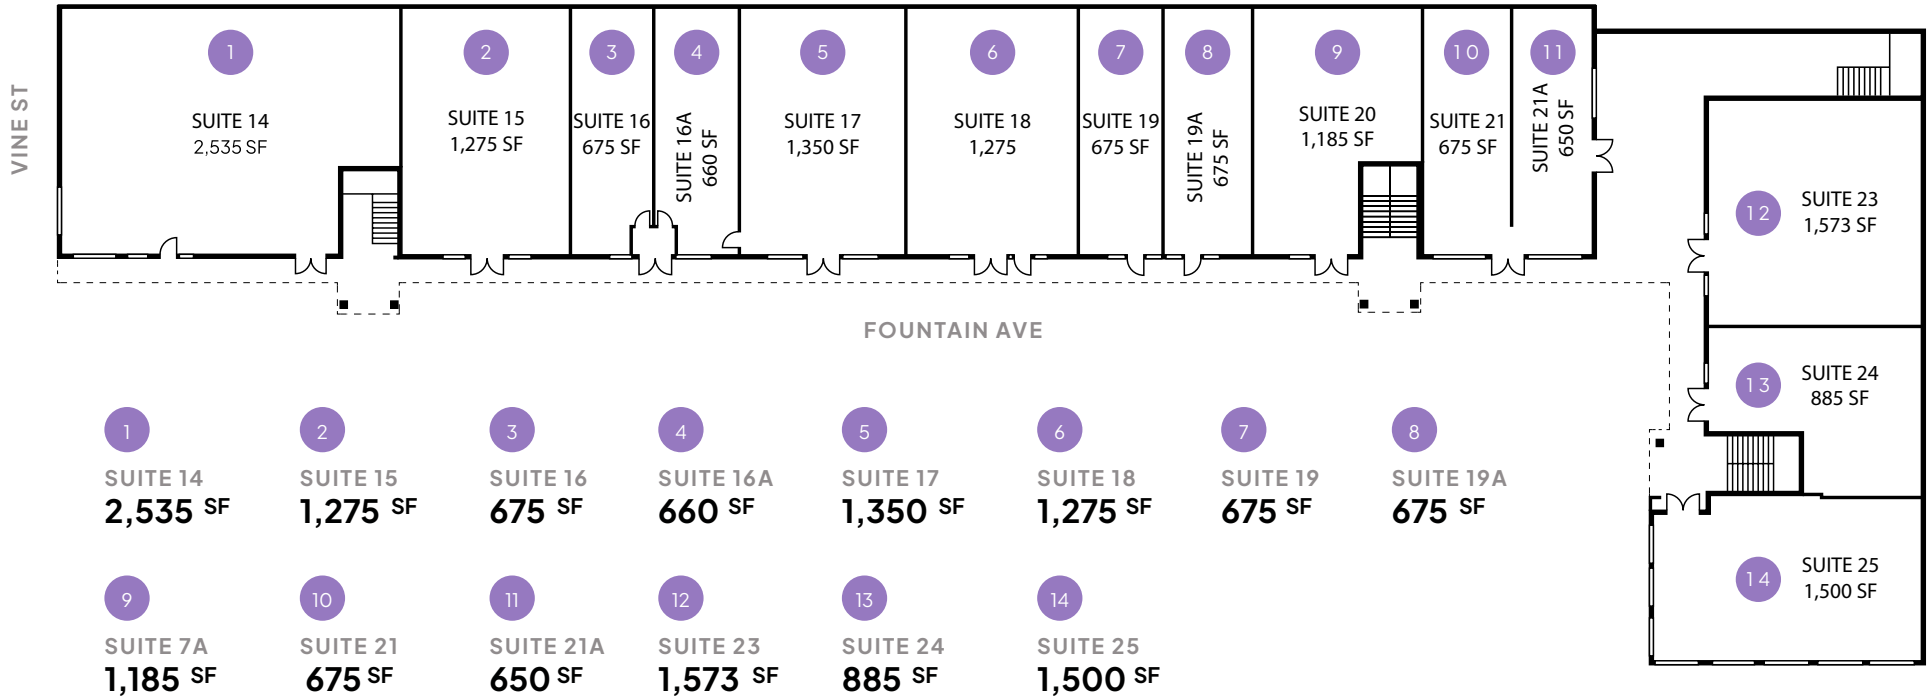 VINE ST
1
SUITE 14
2,535 SF
2
SUITE 15
1,275 SF
3
SUITE 16
675 SF
4
SUITE 16A
660 SF
5
SUITE 17
1,350 SF
6
SUITE 18
1,275
7
SUITE 19
675 SF
8
SUITE 19A
675 SF
9
SUITE 20
1,185 SF
10
SUITE 21
675 SF
11
SUITE 21A
650 SF
12
SUITE 23
1,573 SF
13
SUITE 24
885 SF
14
SUITE 25
1,500 SF
FOUNTAIN AVE
1
SUITE 14
2,535 SF
2
SUITE 15
1,275 SF
3
SUITE 16
675 SF
4
SUITE 16A
660 SF
5
SUITE 17
1,350 SF
6
SUITE 18
1,275 SF
7
SUITE 19
675 SF
8
SUITE 19A
675 SF
9
SUITE 7A
1,185 SF
10
SUITE 21
675 SF
11
SUITE 21A
650 SF
12
SUITE 23
1,573 SF
13
SUITE 24
885 SF
14
SUITE 25
1,500 SF